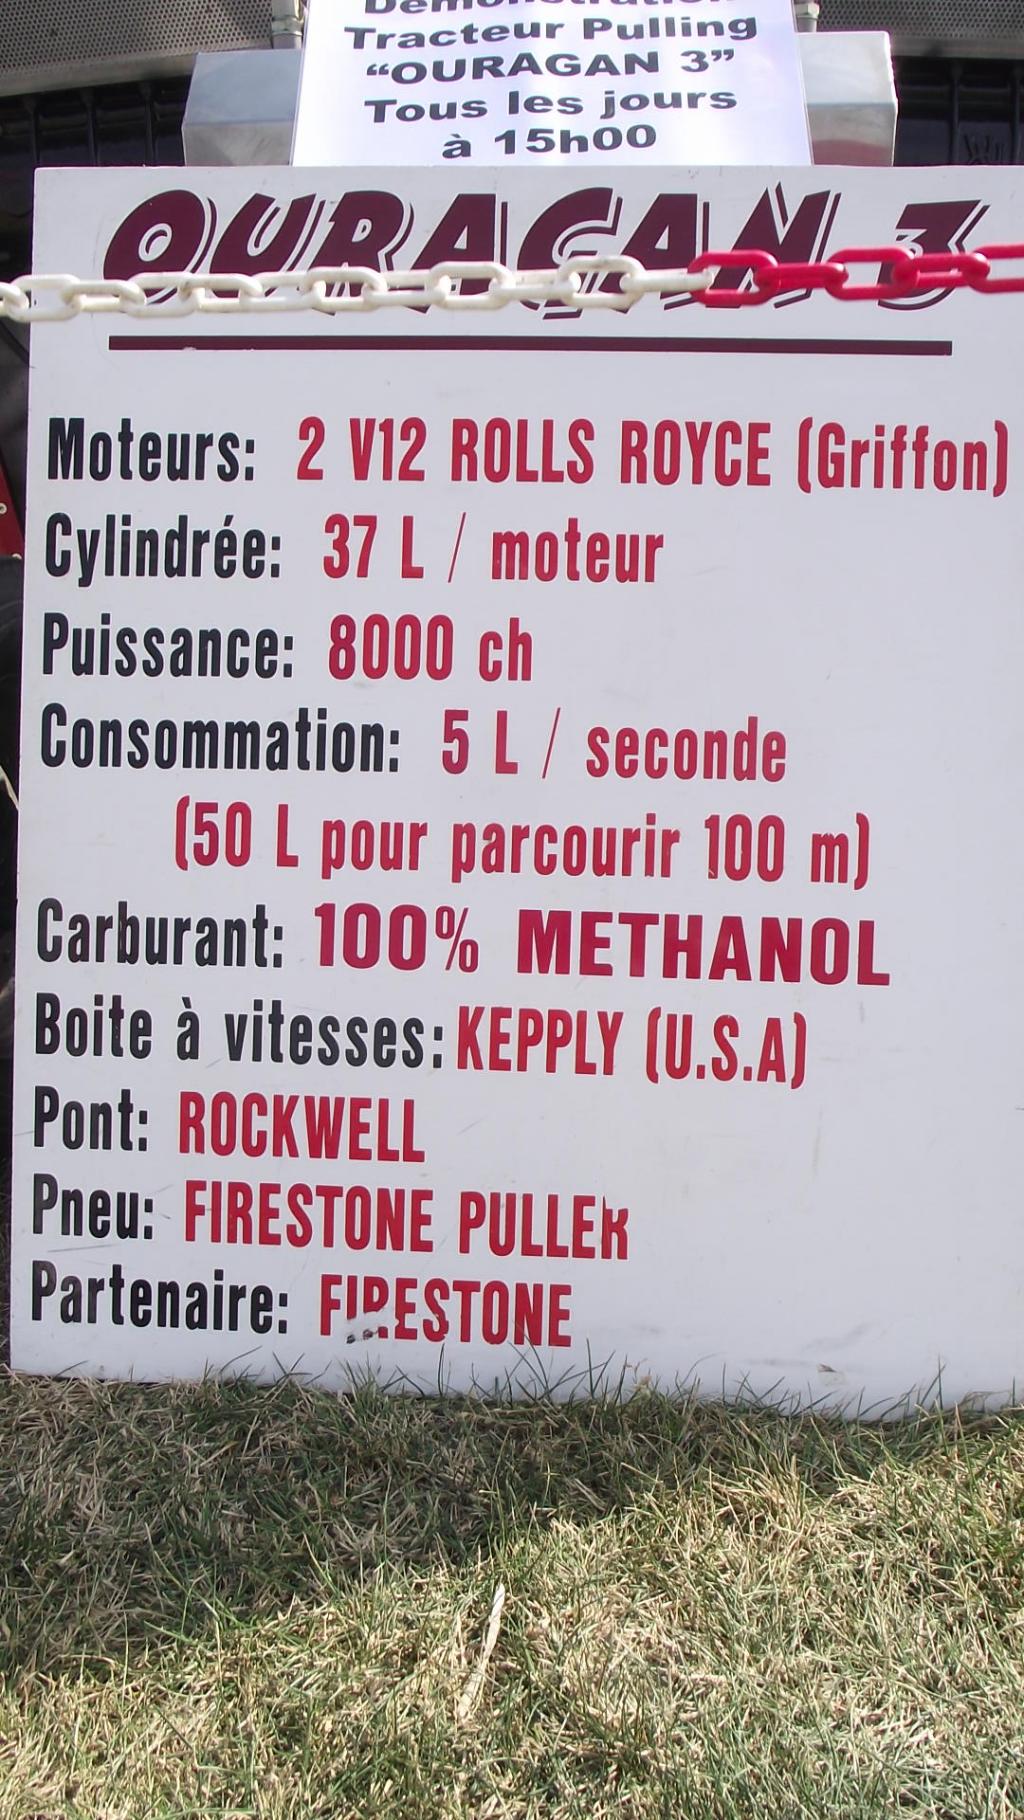 Démonstration
Tracteur Pulling
“OURAGAN 3”
Tous les jours
à 15h00
OURAGAN 3
Moteurs: 2 V12 ROLLS ROYCE (Griffon)
Cylindrée: 37 L / moteur
Puissance: 8000 ch
Consommation: 5 L / seconde
(50 L pour parcourir 100 m)
Carburant: 100% METHANOL
Boite à vitesses: KEPPLY (U.S.A)
Pont: ROCKWELL
Pneu: FIRESTONE PULLER
Partenaire: FIRESTONE